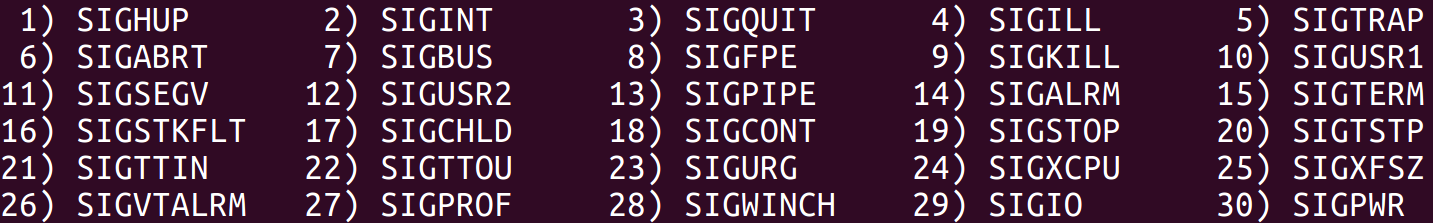 1) SIGHUP 2) SIGINT 3) SIGQUIT 4) SIGILL 5) SIGTRAP
6) SIGABRT 7) SIGBUS 8) SIGFPE 9) SIGKILL 10) SIGUSR1
11) SIGSEGV 12) SIGUSR2 13) SIGPIPE 14) SIGALRM 15) SIGTERM
16) SIGSTKFLT 17) SIGCHLD 18) SIGCONT 19) SIGSTOP 20) SIGTSTP
21) SIGTTIN 22) SIGTTOU 23) SIGURG 24) SIGXCPU 25) SIGXFSZ
26) SIGVTALRM 27) SIGPROF 28) SIGWINCH 29) SIGIO 30) SIGPWR